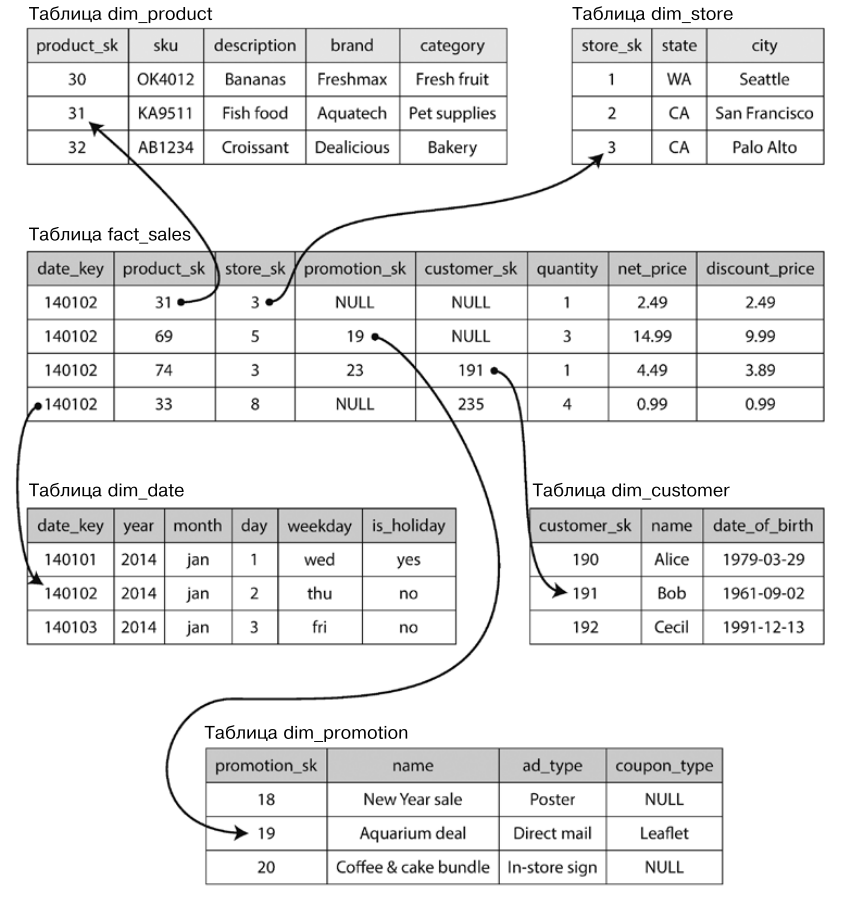 Таблица dim_product
product_sk sku description brand category
30 OK4012 Bananas Freshmax Fresh fruit
31 KA9511 Fish food Aquatech Pet supplies
32 AB1234 Croissant Dealicious Bakery
Таблица dim_store
store_sk state city
1 WA Seattle
2 CA San Francisco
3 CA Palo Alto
Таблица fact_sales
date_key product_sk store_sk promotion_sk customer_sk quantity net_price discount_price
140102 31 3 NULL NULL 1 2.49 2.49
140102 69 5 19 NULL 3 14.99 9.99
140102 74 3 23 191 1 4.49 3.89
140102 33 8 NULL 235 4 0.99 0.99
Таблица dim_date
date_key year month day weekday is_holiday
140101 2014 jan 1 wed yes
140102 2014 jan 2 thu no
140103 2014 jan 3 fri no
Таблица dim_customer
customer_sk name date_of_birth
190 Alice 1979-03-29
191 Bob 1961-09-02
192 Cecil 1991-12-13
Таблица dim_promotion
promotion_sk name ad_type coupon_type
18 New Year sale Poster NULL
19 Aquarium deal Direct mail Leaflet
20 Coffee & cake bundle In-store sign NULL